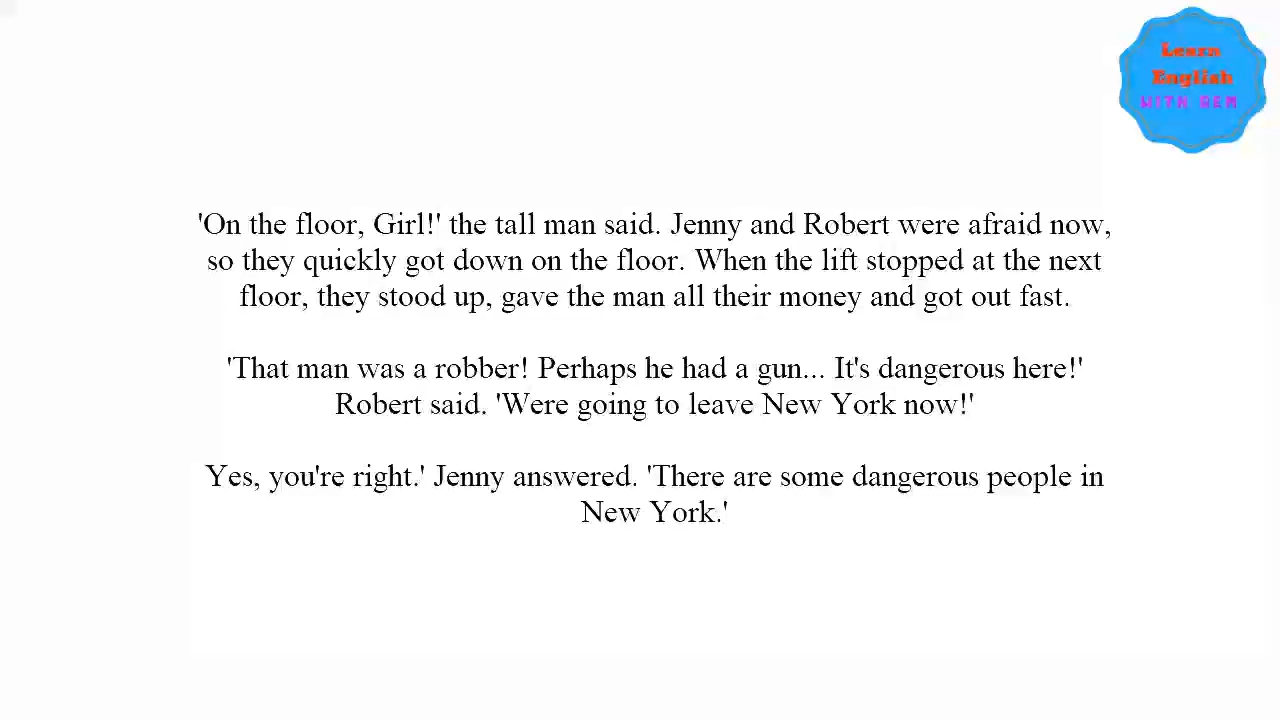 Learn
English
WITH BEN
'On the floor, Girl!' the tall man said. Jenny and Robert were afraid now,
so they quickly got down on the floor. When the lift stopped at the next
floor, they stood up, gave the man all their money and got out fast.
'That man was a robber! Perhaps he had a gun... It's dangerous here!'
Robert said. 'Were going to leave New York now!'
Yes, you're right.' Jenny answered. 'There are some dangerous people in
New York.'